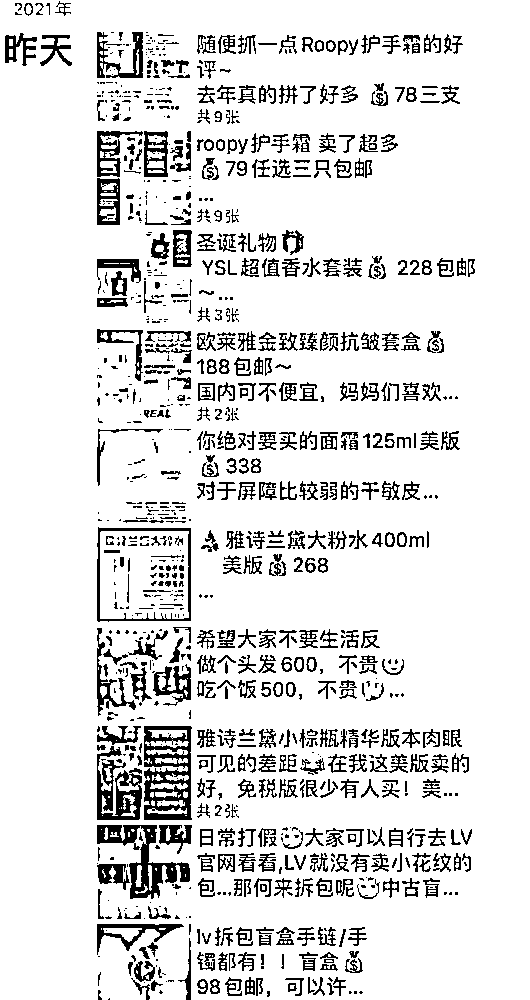 2021年
昨天
随便抓一点Roopy护手霜的好
评~
去年真的拼了好多 💰78三支
共9张
roopy护手霜 卖了超多
💰79任选三只包邮
...
共9张
圣诞礼物🎁
YSL超值香水套装💰 228包邮
~...
共3张
欧莱雅金致臻颜抗皱套盒💰
188包邮~
国内可不便宜，妈妈们喜欢...
共2张
REAL
你绝对要买的面霜125ml美版
💰338
对于屏障比较弱的干敏皮...
雅诗兰黛大粉水400ml
美版💰268
...
希望大家不要生活反
做个头发600，不贵
吃个饭500，不贵...
雅诗兰黛小棕瓶精华版本肉眼
可见的差距在我这美版卖的
好，免税版很少有人买！美...
共2张
日常打假大家可以自行去LV
官网看看,LV就没有卖小花纹的
包...那何来拆包呢中古盲...
lv拆包盲盒手链/手
镯都有！！盲盒💰
98包邮，可以许...